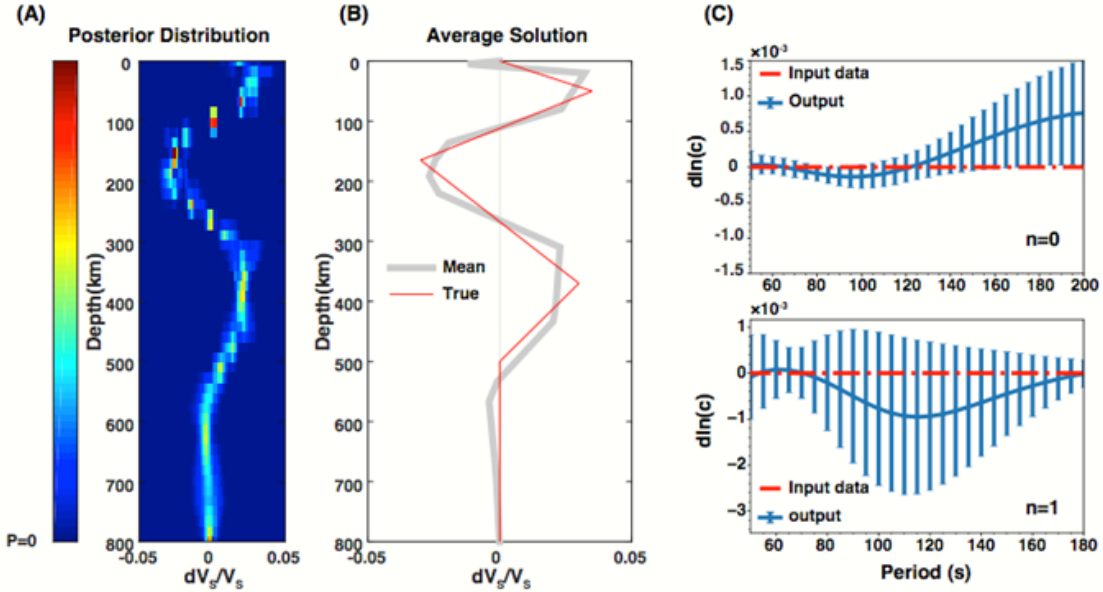 (A)
Posterior Distribution
0
100
200
300
400
500
600
700
800
Depth(km)
P=0
-0.05
0
0.05
dVs/Vs
(B)
Average Solution
0
100
200
300
400
500
600
700
800
Depth(km)
Mean
True
-0.05
0
0.05
dVs/Vs
(C)
×10⁻³
1.5
1.0
0.5
0
-0.5
-1.0
-1.5
dln(c)
Input data
Output
n=0
60 80 100 120 140 160 180 200
×10⁻³
1
0
−1
−2
−3
dln(c)
Input data
output
n=1
60 80 100 120 140 160 180
Period (s)